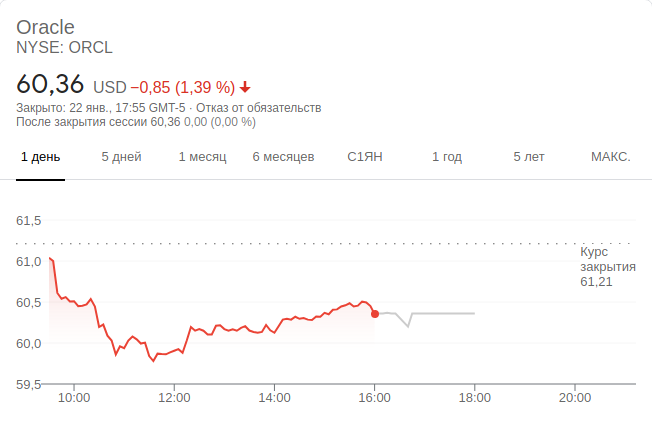 Oracle
NYSE: ORCL
60,36 USD −0,85 (1,39 %)
Закрыто: 22 янв., 17:55 GMT-5 · Отказ от обязательств
После закрытия сессии 60,36 0,00 (0,00 %)
1 день 5 дней 1 месяц 6 месяцев С1ЯН 1 год 5 лет МАКС.
61,5
61,0
60,5
60,0
59,5
Курс
закрытия
61,21
10:00 12:00 14:00 16:00 18:00 20:00